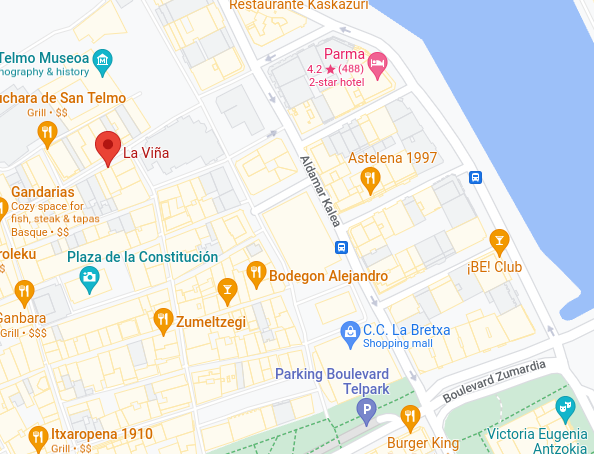 Restaurante Kaskazuri
Parma
4.2 ★ (488)
2-star hotel
Telmo Museoa
nography & history
uchara de San Telmo
Grill • $$
La Viña
Astelena 1997
Aldamar Kalea
Gandarias
Cozy space for
fish, steak & tapas
Basque • $$
roleku
$
Plaza de la Constitución
¡BE! Club
Bodegon Alejandro
Ganbara
Grill • $$$
Zumeltzegi
C.C. La Bretxa
Shopping mall
Parking Boulevard
Telpark
P
Boulevard Zumardia
Burger King
Itxaropena 1910
Grill • $$
Victoria Eugenia
Antzokia